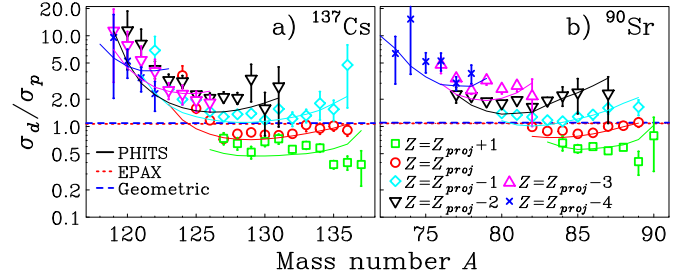 a) ¹³⁷Cs
b) ⁹⁰Sr
σd/σp
20.0
10.0
5.0
2.0
1.0
0.5
0.2
0.1
PHITS
EPAX
Geometric
Z=Zproj+1
Z=Zproj
Z=Zproj−1
Z=Zproj−2
Z=Zproj−3
Z=Zproj−4
120 125 130 135
75 80 85 90
Mass number A